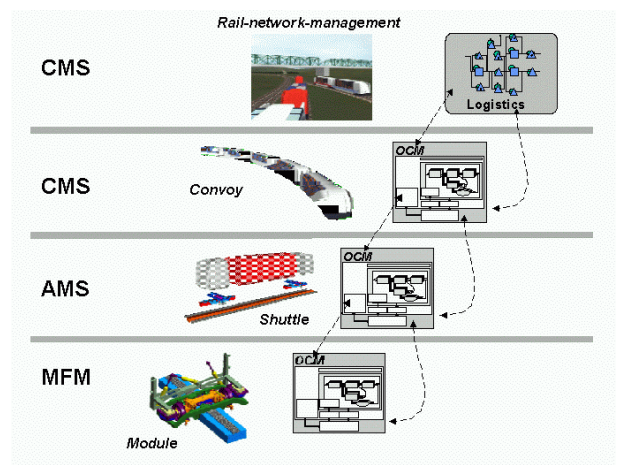 Rail-network-management
CMS
Logistics
CMS
OCM
Convoy
AMS
OCM
Shuttle
MFM
OCM
Module